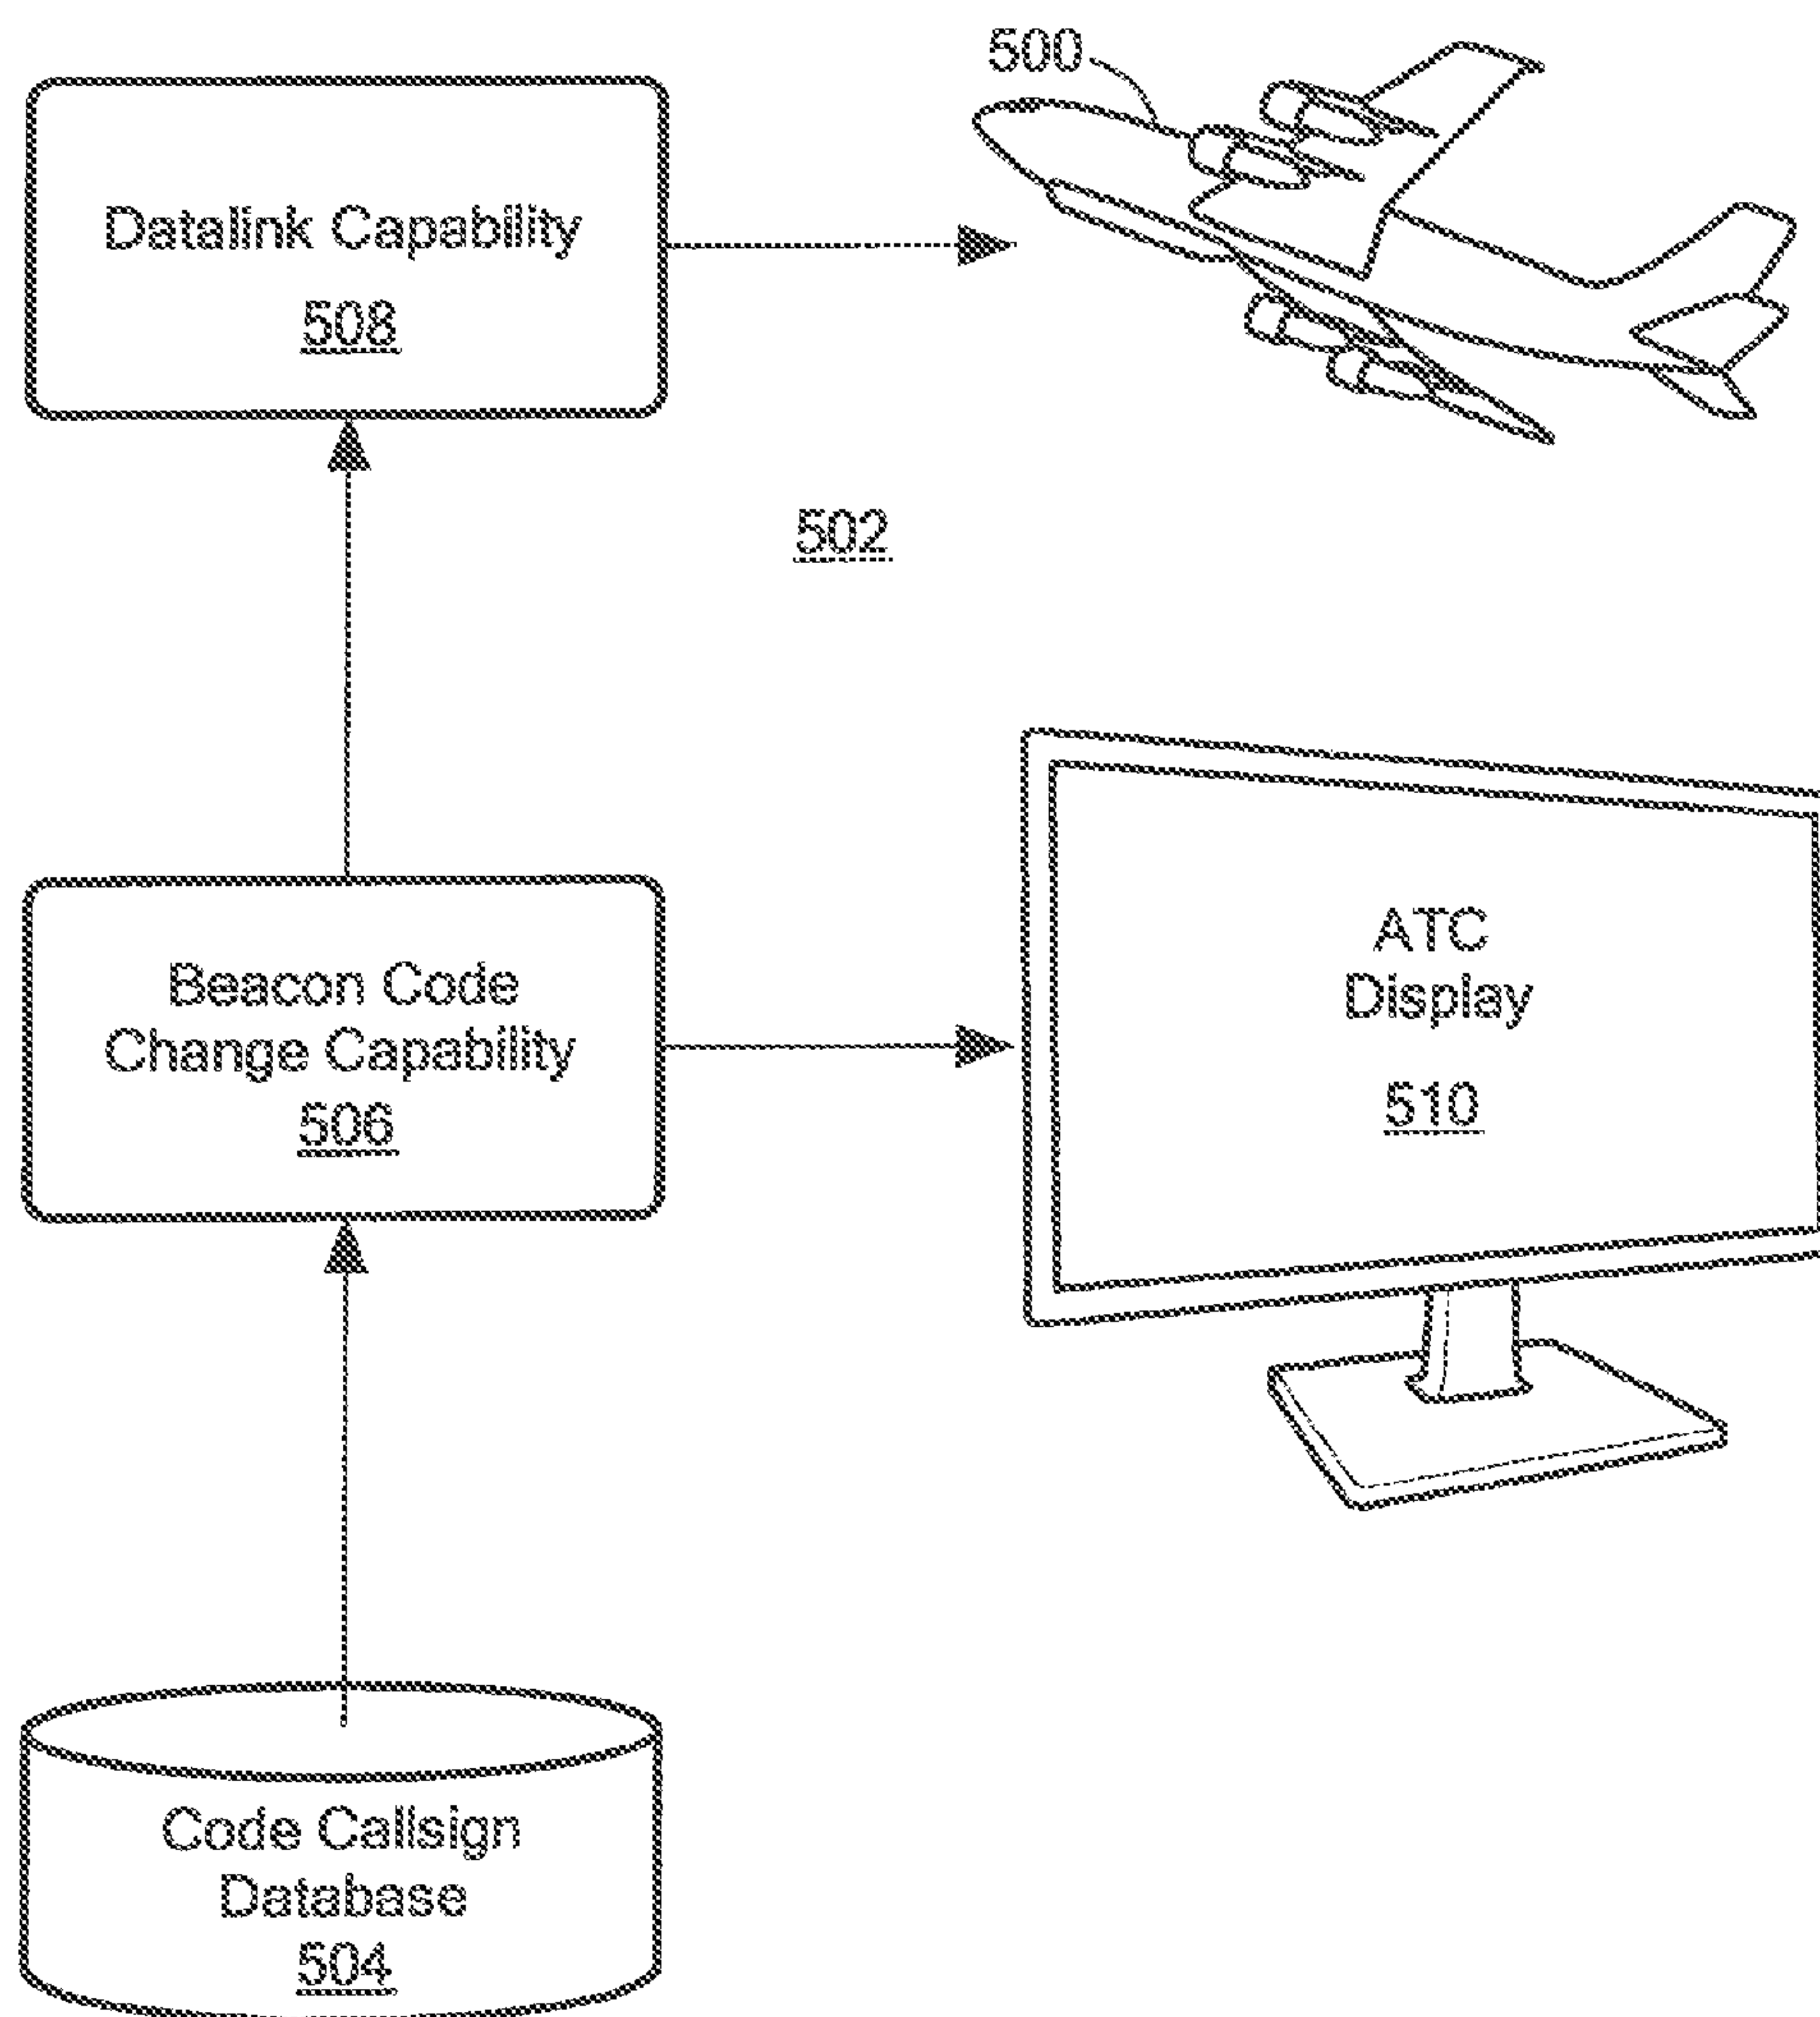 500
Datalink Capability
508
502
Beacon Code
Change Capability
506
ATC
Display
510
Code Callsign
Database
504